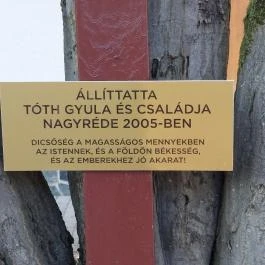 ÁLLÍTTATTA
TÓTH GYULA ÉS CSALÁDJA
NAGYRÉDE 2005-BEN
DICSŐSÉG A MAGASSÁGOS MENNYEKBEN
AZ ISTENNEK, ÉS A FÖLDÖN BÉKESSÉG,
ÉS AZ EMBEREKHEZ JÓ AKARAT!